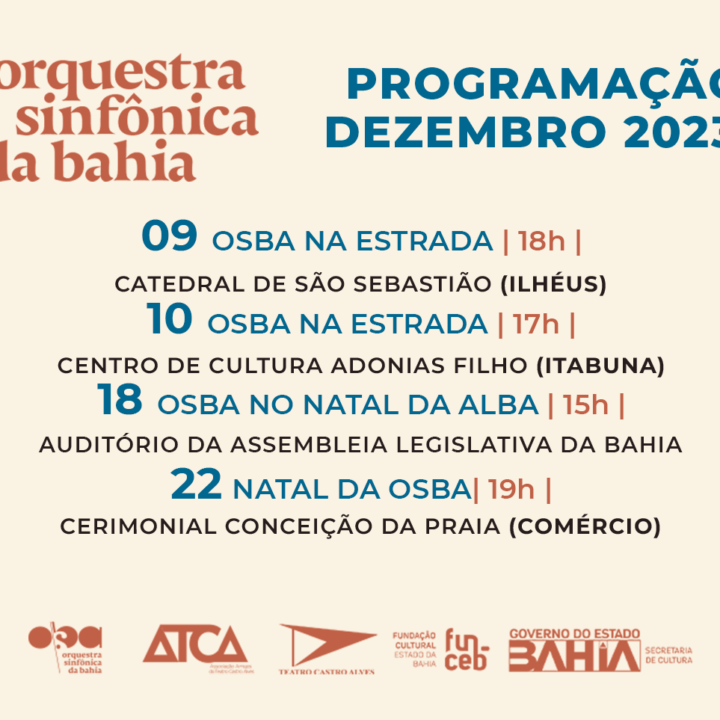 orquestra
sinfônica
da bahia
PROGRAMAÇÃO
DEZEMBRO 2023
09 OSBA NA ESTRADA | 18h |
CATEDRAL DE SÃO SEBASTIÃO (ILHÉUS)
10 OSBA NA ESTRADA | 17h |
CENTRO DE CULTURA ADONIAS FILHO (ITABUNA)
18 OSBA NO NATAL DA ALBA | 15h |
AUDITÓRIO DA ASSEMBLEIA LEGISLATIVA DA BAHIA
22 NATAL DA OSBA| 19h |
CERIMONIAL CONCEIÇÃO DA PRAIA (COMÉRCIO)
orquestra
sinfônica
da bahia
ATCA
TEATRO CASTRO ALVES
FUNDAÇÃO
CULTURAL
ESTADO DA
BAHIA
fun-
ceb
GOVERNO DO ESTADO
BAHIA
SECRETARIA
DE CULTURA